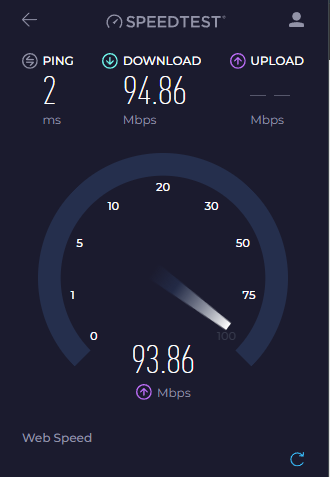 SPEEDTEST®
PING DOWNLOAD UPLOAD
2 94.86 — —
ms Mbps Mbps
20
10 30
5 50
1 75
0 100
93.86
Mbps
Web Speed